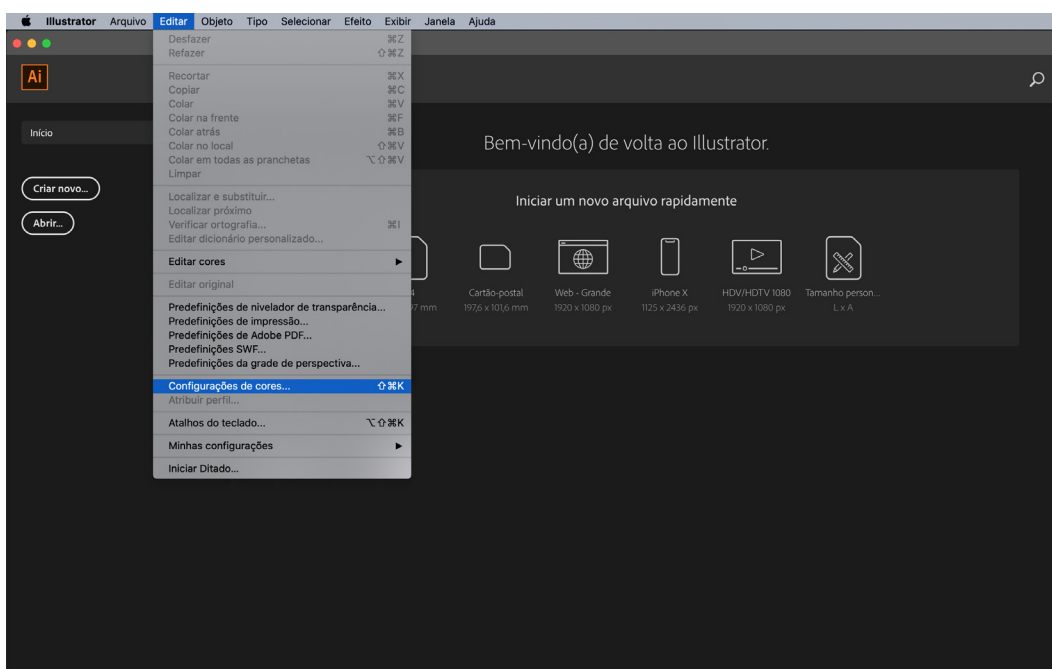 Illustrator Arquivo Editar Objeto Tipo Selecionar Efeito Exibir Janela Ajuda
Desfazer ⌘Z
Refazer ⇧⌘Z
Ai
Recortar ⌘X
Copiar ⌘C
Colar ⌘V
Colar na frente ⌘F
Colar atrás ⌘B
Colar no local ⇧⌘V
Colar em todas as pranchetas ⌥⇧⌘V
Limpar
Localizar e substituir...
Localizar próximo
Verificar ortografia... ⌘I
Editar dicionário personalizado...
Editar cores
Editar original
Predefinições de nivelador de transparência...
Predefinições de impressão...
Predefinições de Adobe PDF...
Predefinições SWF...
Predefinições da grade de perspectiva...
Configurações de cores... ⇧⌘K
Atribuir perfil...
Atalhos do teclado... ⌥⇧⌘K
Minhas configurações
Iniciar Ditado...
Início
Criar novo...
Abrir...
Bem-vindo(a) de volta ao Illustrator.
Iniciar um novo arquivo rapidamente
4 Cartão-postal Web - Grande iPhone X HDV/HDTV 1080 Tamanho person...
7 mm 197,6 x 101,6 mm 1920 x 1080 px 1125 x 2436 px 1920 x 1080 px L x A